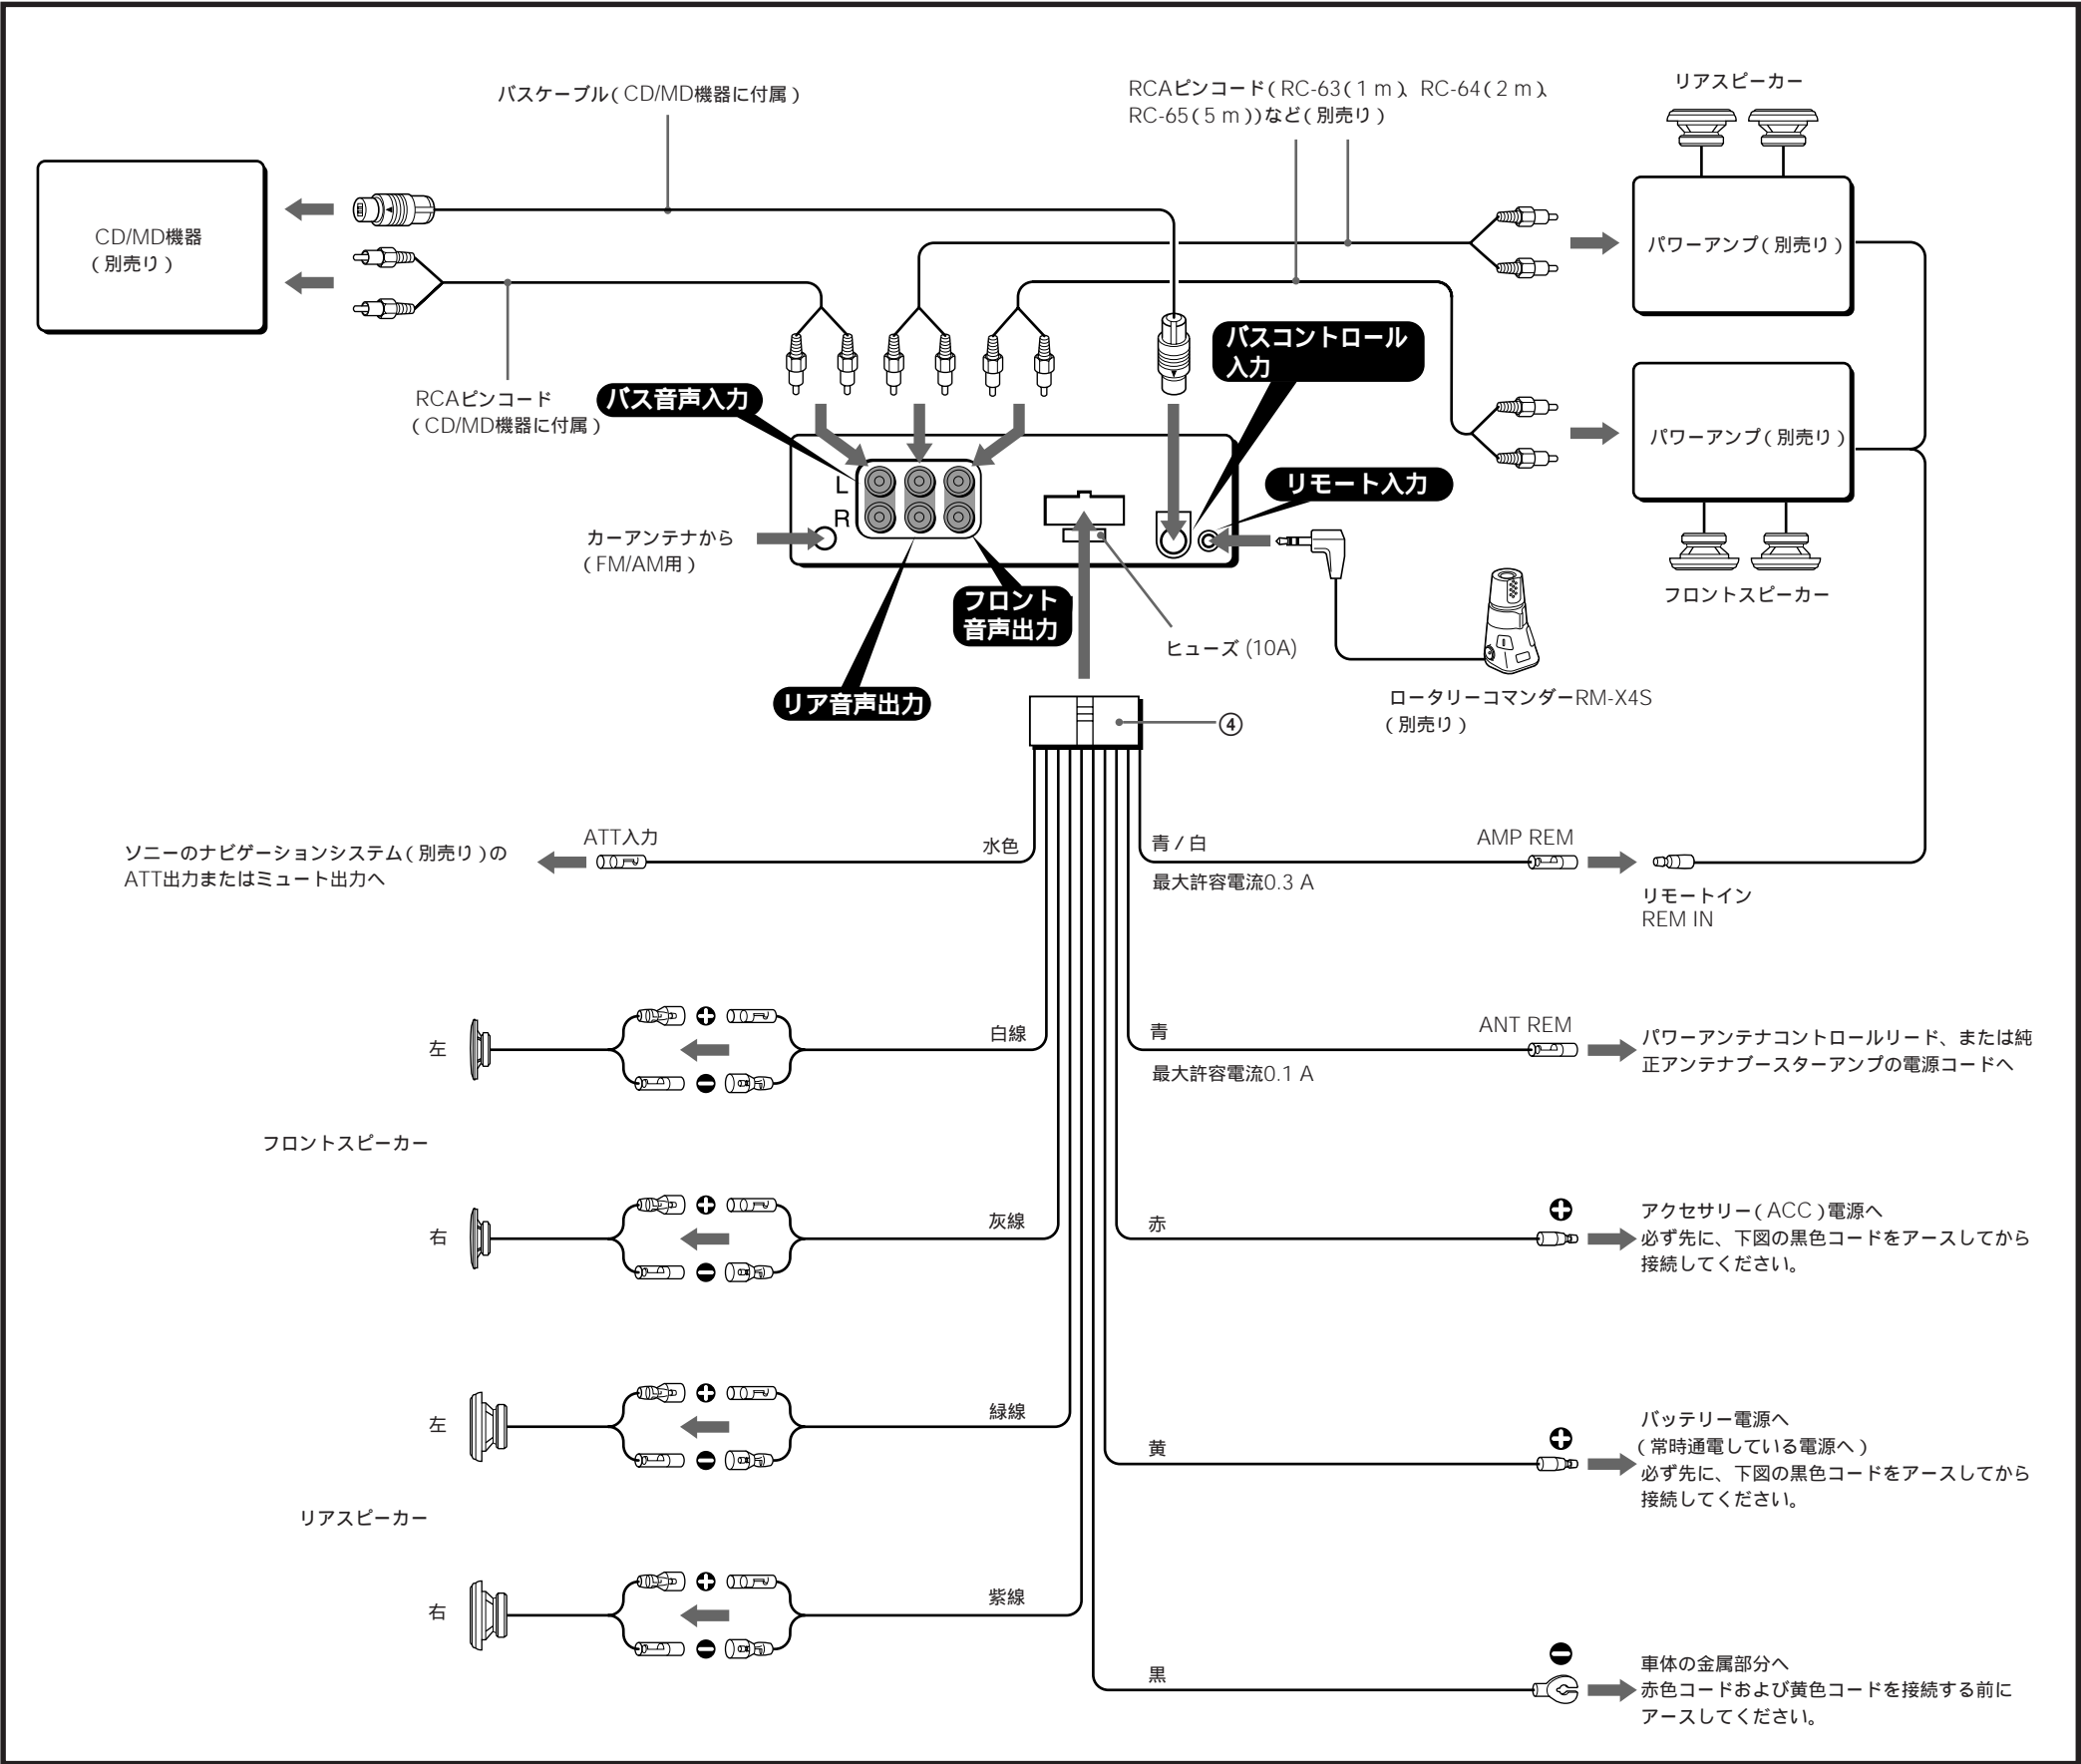 バスケーブル（CD/MD機器に付属）
RCAピンコード（RC-63（1 m）、RC-64（2 m）、
RC-65（5 m））など（別売り）
リアスピーカー
CD/MD機器
（別売り）
パワーアンプ（別売り）
バスコントロール
入力
RCAピンコード
（CD/MD機器に付属）
バス音声入力
パワーアンプ（別売り）
L
R
リモート入力
カーアンテナから
（FM/AM用）
フロント
音声出力
フロントスピーカー
ヒューズ (10A)
リア音声出力
ロータリーコマンダーRM-X4S
（別売り）
④
ソニーのナビゲーションシステム（別売り）の
ATT出力またはミュート出力へ
ATT入力
水色
青 / 白
最大許容電流0.3 A
AMP REM
リモートイン
REM IN
左
白線
青
最大許容電流0.1 A
ANT REM
パワーアンテナコントロールリード、または純
正アンテナブースターアンプの電源コードへ
フロントスピーカー
右
灰線
赤
アクセサリー（ACC）電源へ
必ず先に、下図の黒色コードをアースしてから
接続してください。
左
緑線
黄
バッテリー電源へ
（常時通電している電源へ）
必ず先に、下図の黒色コードをアースしてから
接続してください。
リアスピーカー
右
紫線
黒
車体の金属部分へ
赤色コードおよび黄色コードを接続する前に
アースしてください。